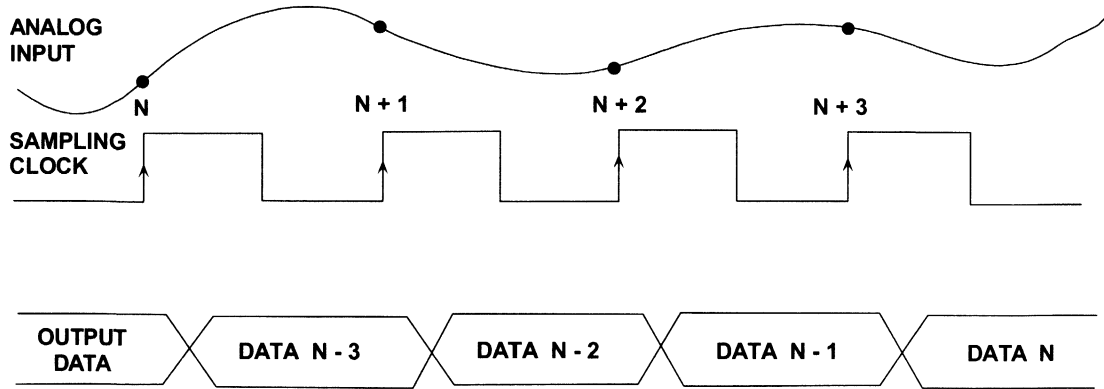 ANALOG
INPUT
N
N + 1
N + 2
N + 3
SAMPLING
CLOCK
OUTPUT
DATA
DATA N - 3
DATA N - 2
DATA N - 1
DATA N